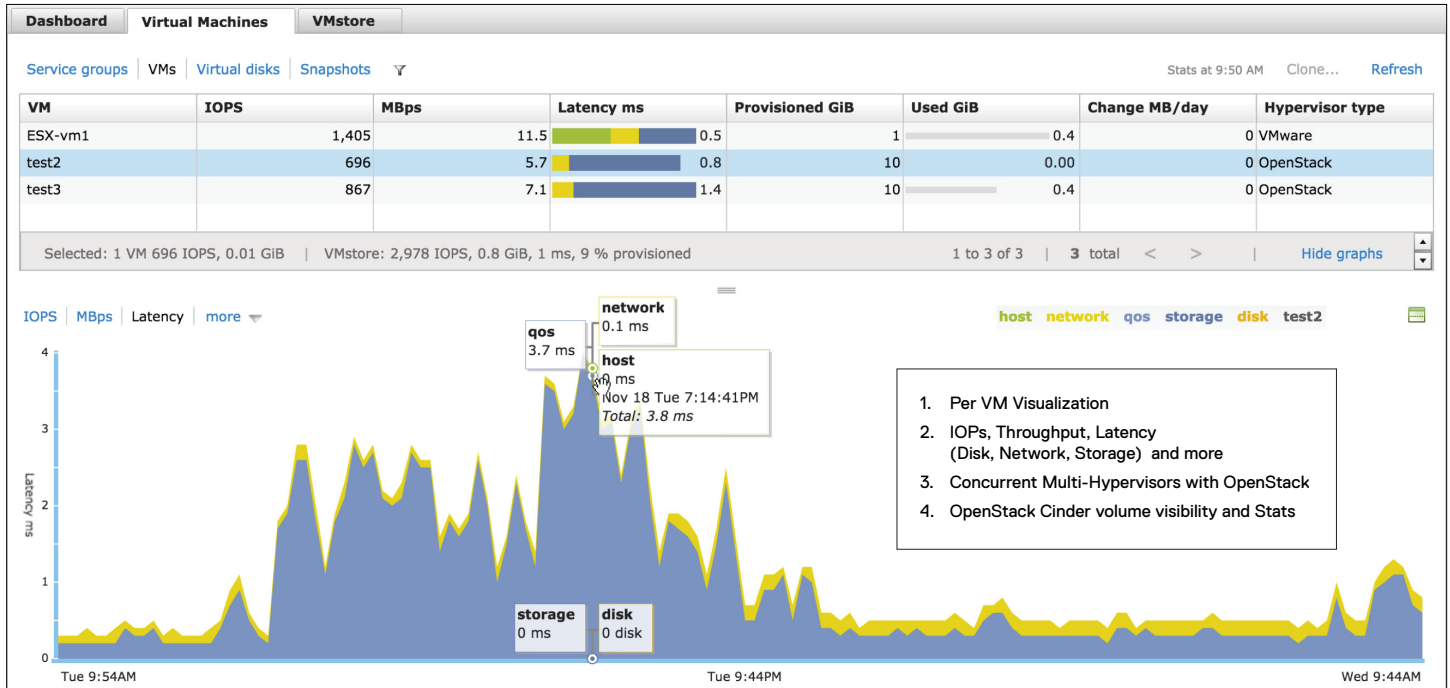 Dashboard Virtual Machines VMstore
Service groups VMs Virtual disks Snapshots Stats at 9:50 AM Clone... Refresh
VM IOPS MBps Latency ms Provisioned GiB Used GiB Change MB/day Hypervisor type
ESX-vm1 1,405 11.5 0.5 1 0.4 0 VMware
test2 696 5.7 0.8 10 0.00 0 OpenStack
test3 867 7.1 1.4 10 0.4 0 OpenStack
Selected: 1 VM 696 IOPS, 0.01 GiB | VMstore: 2,978 IOPS, 0.8 GiB, 1 ms, 9 % provisioned 1 to 3 of 3 | 3 total < > | Hide graphs
IOPS MBps Latency more
host network qos storage disk test2
network
0.1 ms
qos
3.7 ms
host
0 ms
Nov 18 Tue 7:14:41PM
Total: 3.8 ms
1. Per VM Visualization
2. IOPs, Throughput, Latency
(Disk, Network, Storage) and more
3. Concurrent Multi-Hypervisors with OpenStack
4. OpenStack Cinder volume visibility and Stats
4
3
2
1
0
Latency ms
storage
0 ms
disk
0 disk
Tue 9:54AM Tue 9:44PM Wed 9:44AM